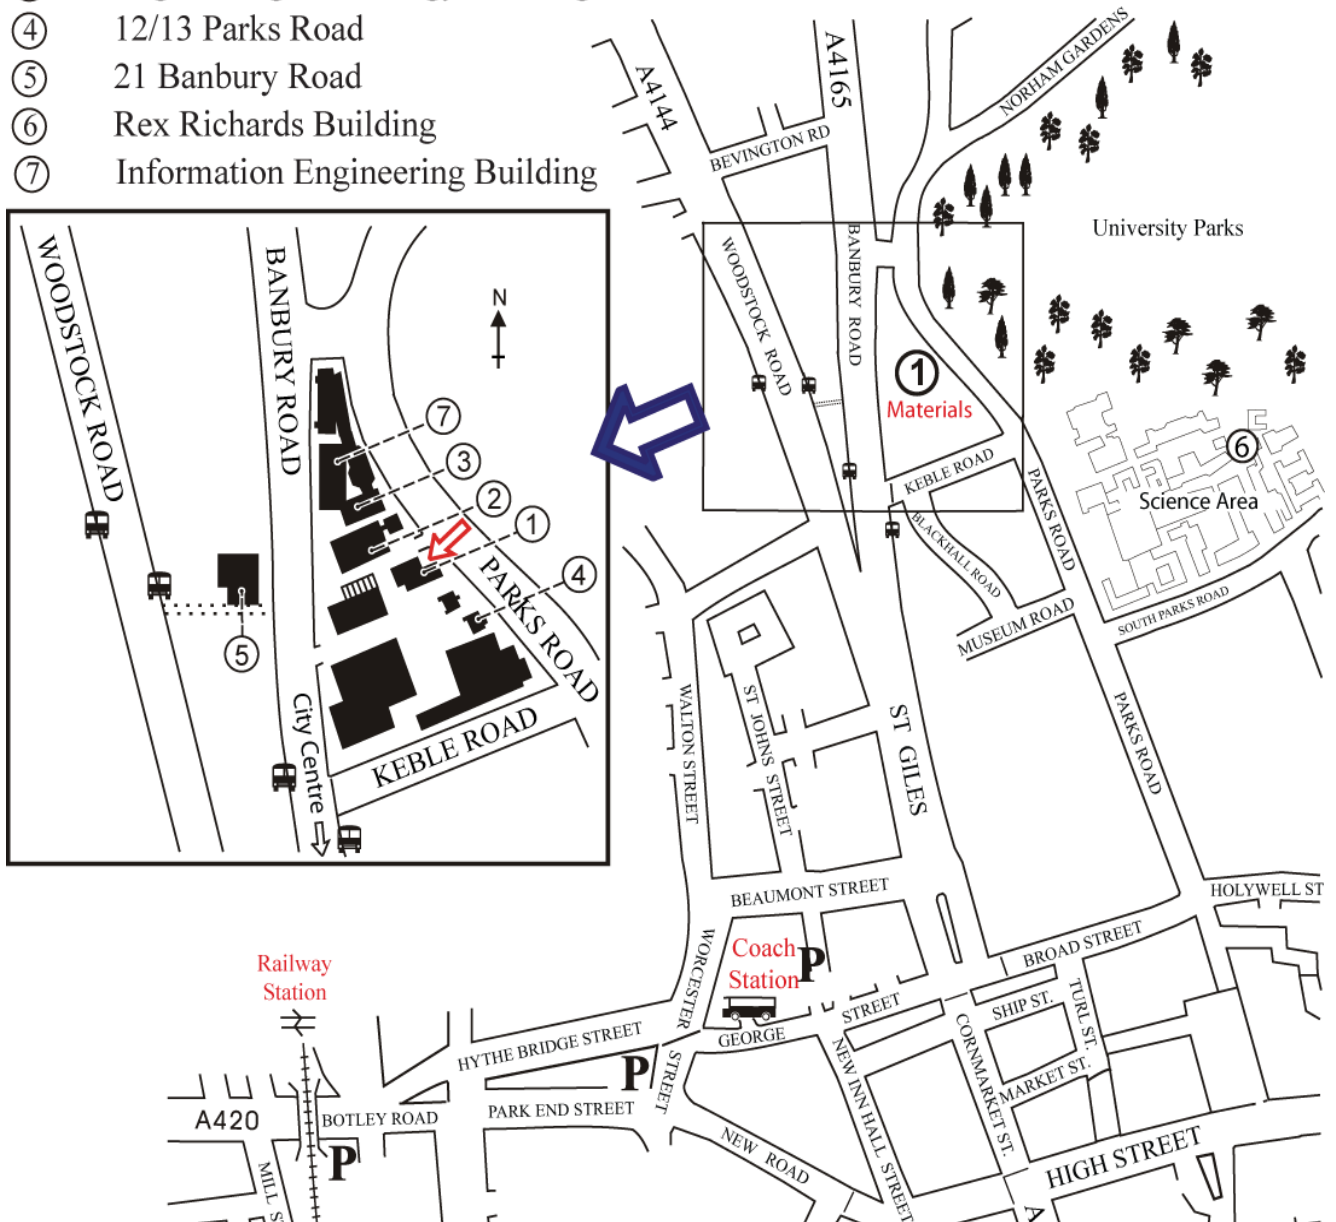 ④ 12/13 Parks Road
⑤ 21 Banbury Road
⑥ Rex Richards Building
⑦ Information Engineering Building
WOODSTOCK ROAD
BANBURY ROAD
N
7
3
2
1
4
PARKS ROAD
5
City Centre
KEBLE ROAD
A4144
A4165
NORHAM GARDENS
BEVINGTON RD
University Parks
WOODSTOCK ROAD
BANBURY ROAD
1
Materials
6
Science Area
KEBLE ROAD
PARKS ROAD
BLACKHALL ROAD
MUSEUM ROAD
SOUTH PARKS ROAD
WALTON STREET
ST JOHNS STREET
ST GILES
PARKS ROAD
BEAUMONT STREET
HOLYWELL ST
BROAD STREET
WORCESTER STREET
Coach
Station
P
Railway
Station
GEORGE STREET
SHIP ST.
TURL ST.
HYTHE BRIDGE STREET
CORNMARKET ST.
MARKET ST.
NEW INN HALL STREET
P
A420
BOTLEY ROAD
PARK END STREET
P
NEW ROAD
HIGH STREET
MILL S
A